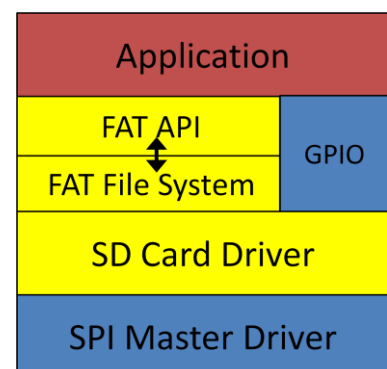 Application
FAT API
GPIO
FAT File System
SD Card Driver
SPI Master Driver